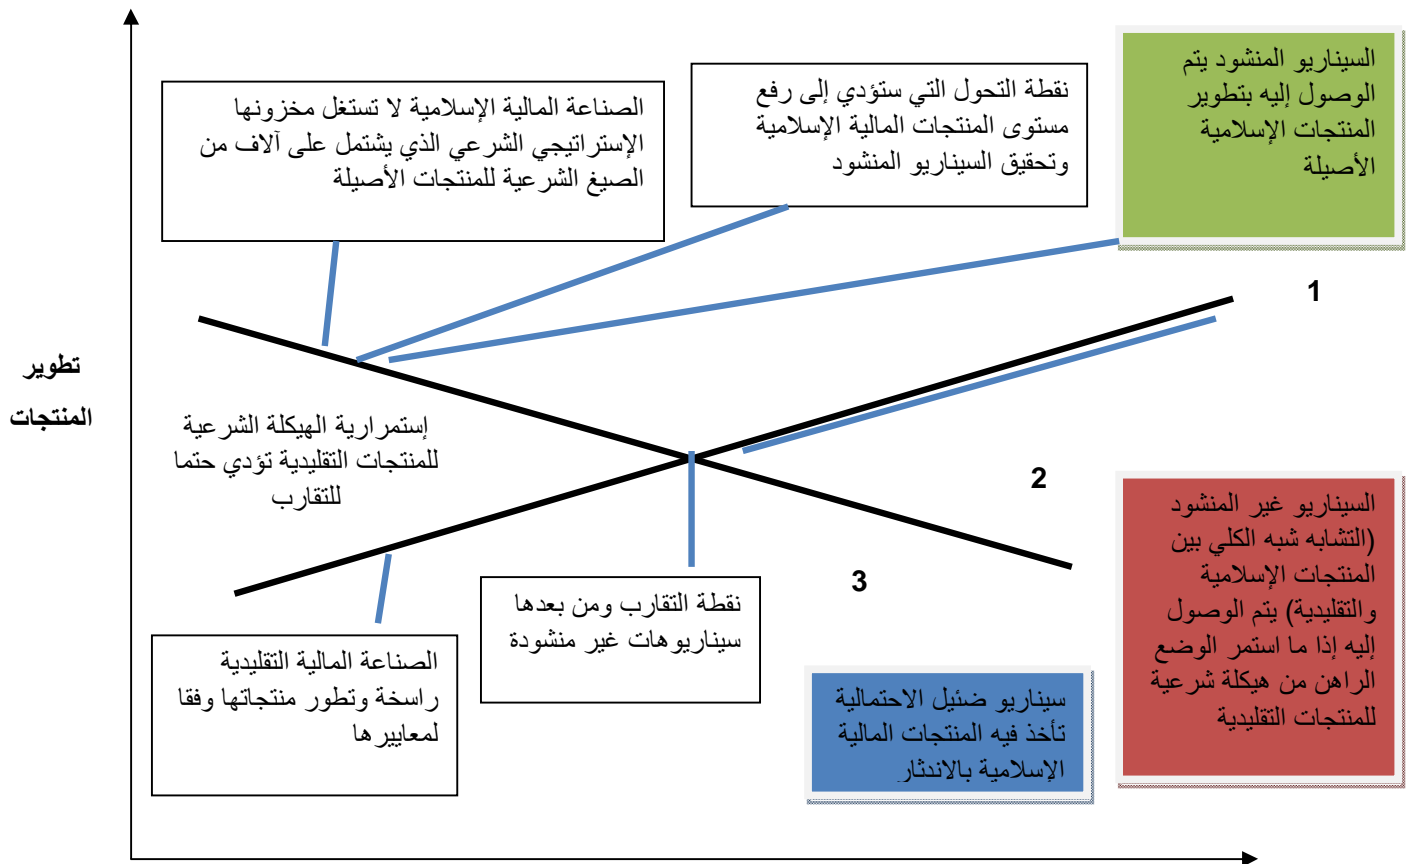 السيناريو المنشود يتم
الوصول إليه بتطوير
المنتجات الإسلامية
الأصيلة
نقطة التحول التي ستؤدي إلى رفع
مستوى المنتجات المالية الإسلامية
وتحقيق السيناريو المنشود
الصناعة المالية الإسلامية لا تستغل مخزونها
الإستراتيجي الشرعي الذي يشتمل على آلاف من
الصيغ الشرعية للمنتجات الأصيلة
1
تطوير
المنتجات
إستمرارية الهيكلة الشرعية
للمنتجات التقليدية تؤدي حتما
للتقارب
2
السيناريو غير المنشود
(التشابه شبه الكلي بين
المنتجات الإسلامية
والتقليدية) يتم الوصول
إليه إذا ما استمر الوضع
الراهن من هيكلة شرعية
للمنتجات التقليدية
3
نقطة التقارب ومن بعدها
سيناريوهات غير منشودة
الصناعة المالية التقليدية
راسخة وتطور منتجاتها وفقا
لمعاييرها
سيناريو ضئيل الاحتمالية
تأخذ فيه المنتجات المالية
الإسلامية بالاندثار